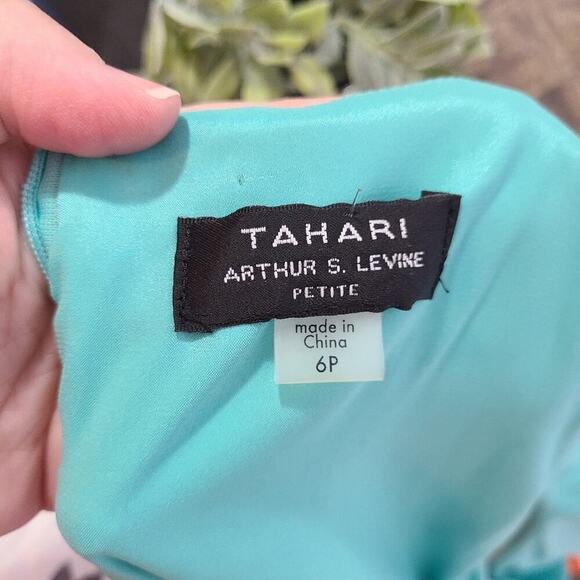 TAHARI
ARTHUR S. LEVINE
PETITE
made in
China
6P